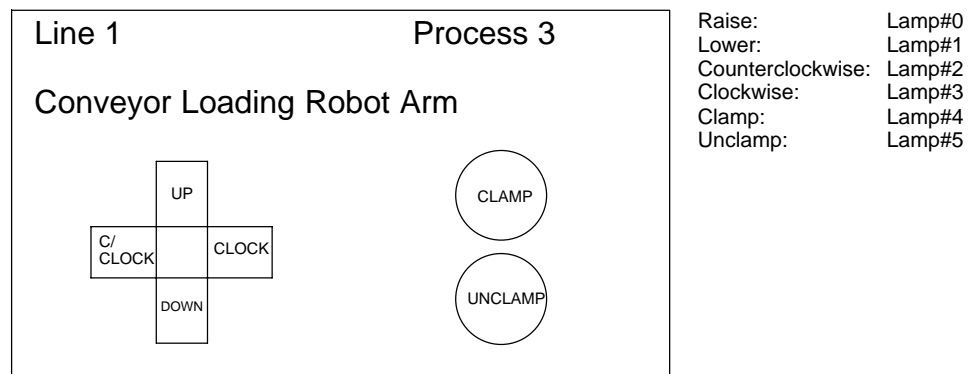 Line 1 Process 3
Conveyor Loading Robot Arm
UP
C/
CLOCK
CLOCK
DOWN
CLAMP
UNCLAMP
Raise: Lamp#0
Lower: Lamp#1
Counterclockwise: Lamp#2
Clockwise: Lamp#3
Clamp: Lamp#4
Unclamp: Lamp#5